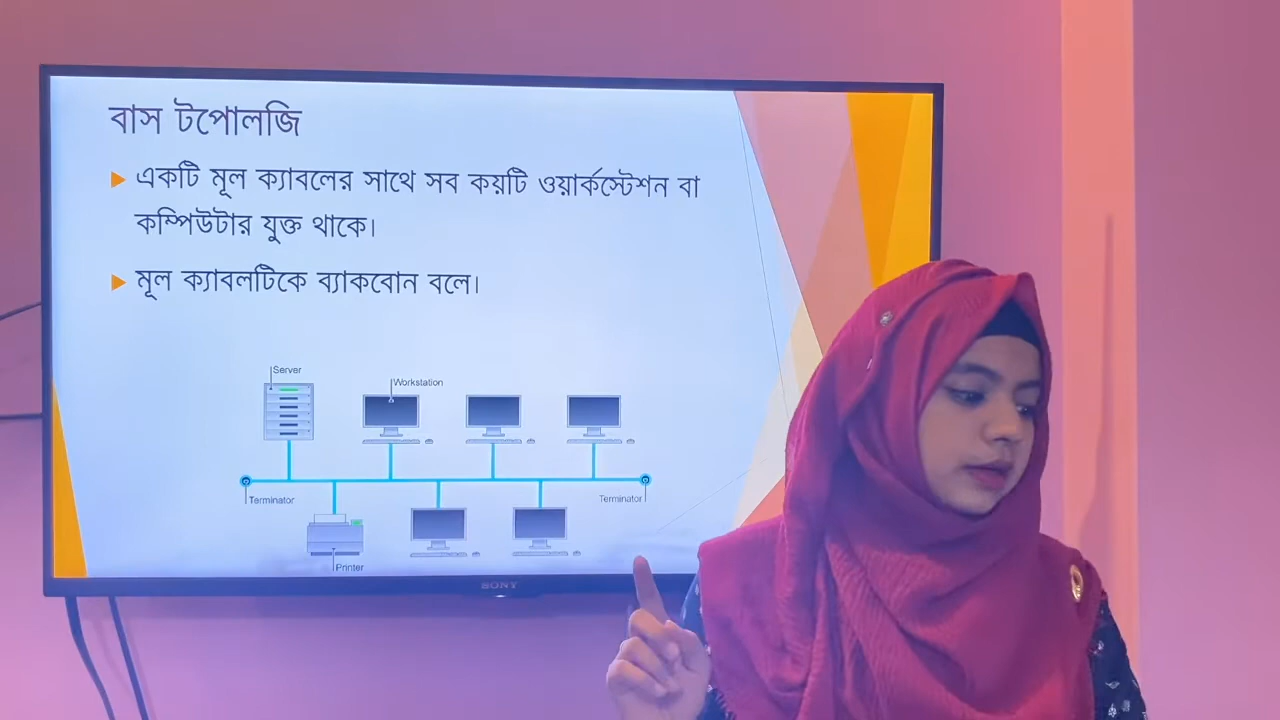 বাস টপোলজি
একটি মূল ক্যাবলের সাথে সব কয়টি ওয়ার্কস্টেশন বা
কম্পিউটার যুক্ত থাকে।
মূল ক্যাবলটিকে ব্যাকবোন বলে।
Server
Workstation
Terminator
Terminator
Printer
SONY